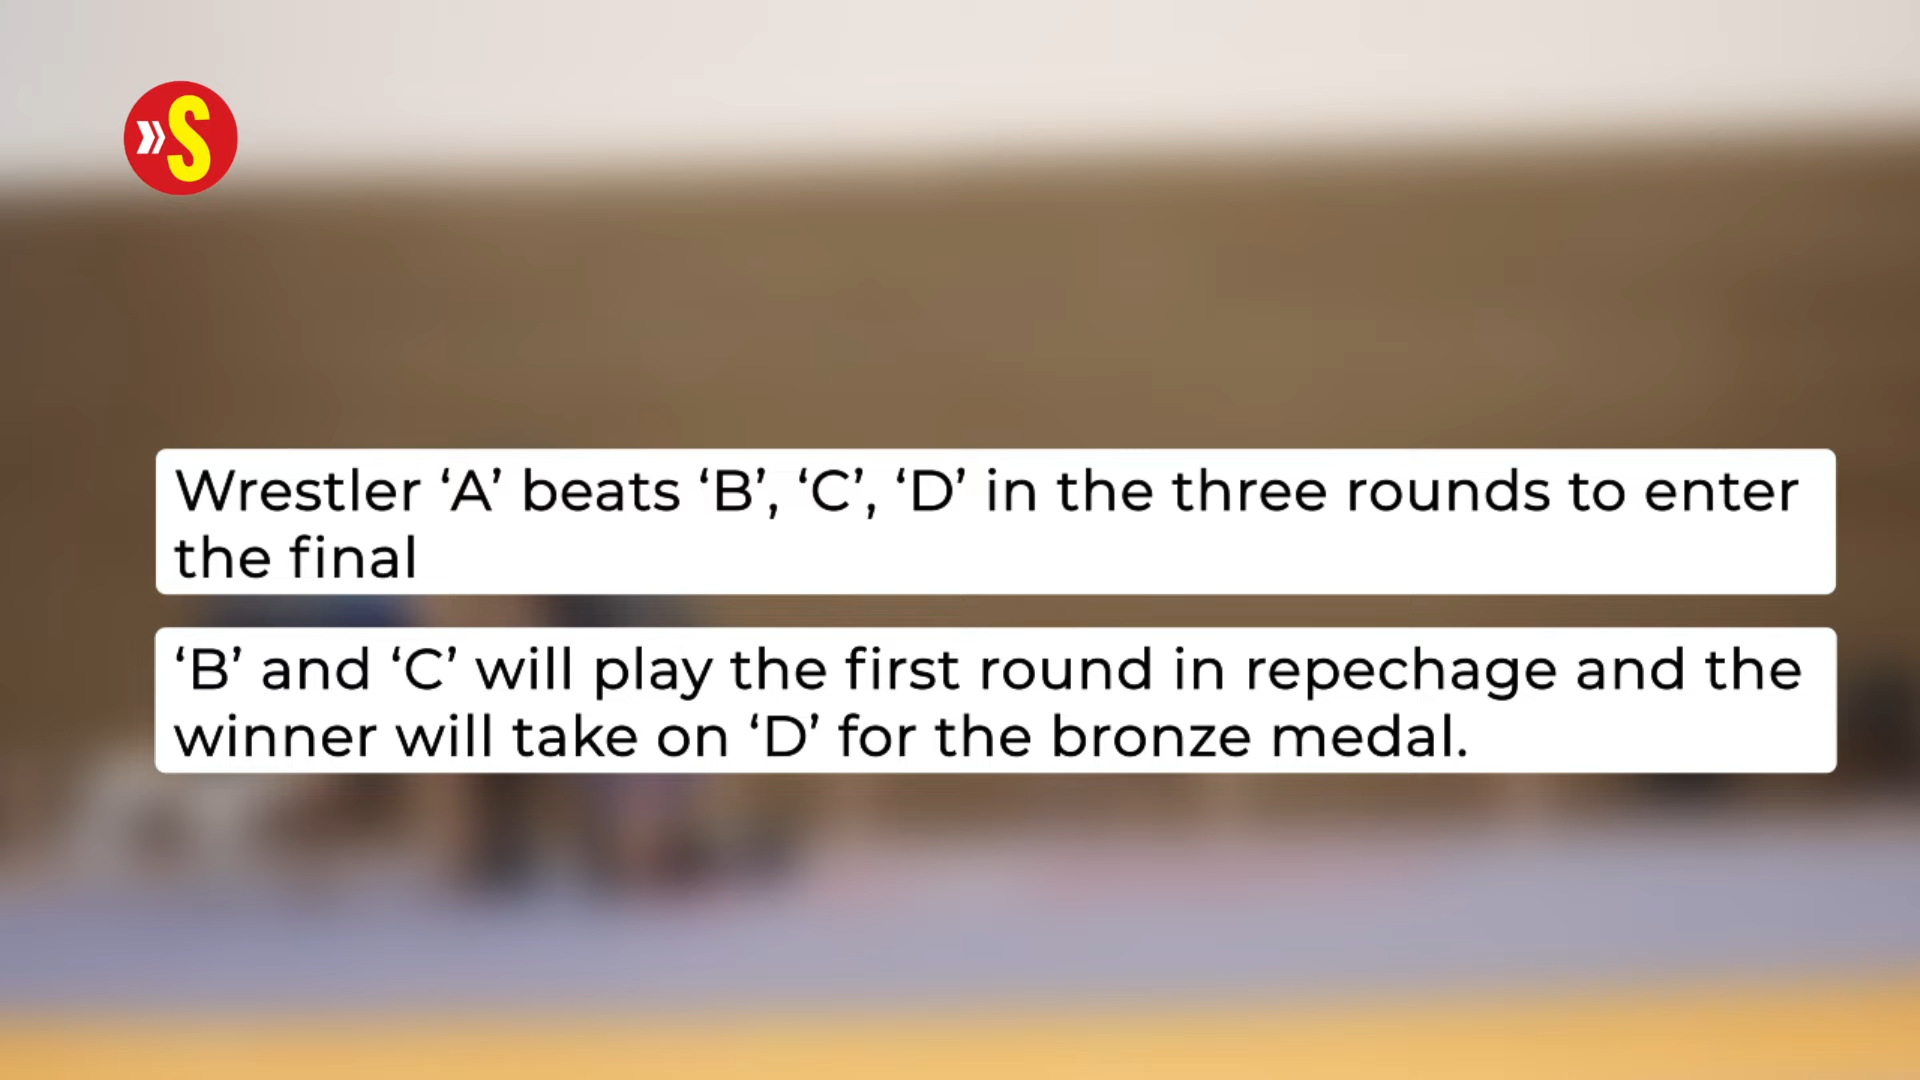 »S
Wrestler ‘A’ beats ‘B’, ‘C’, ‘D’ in the three rounds to enter
the final
‘B’ and ‘C’ will play the first round in repechage and the
winner will take on ‘D’ for the bronze medal.